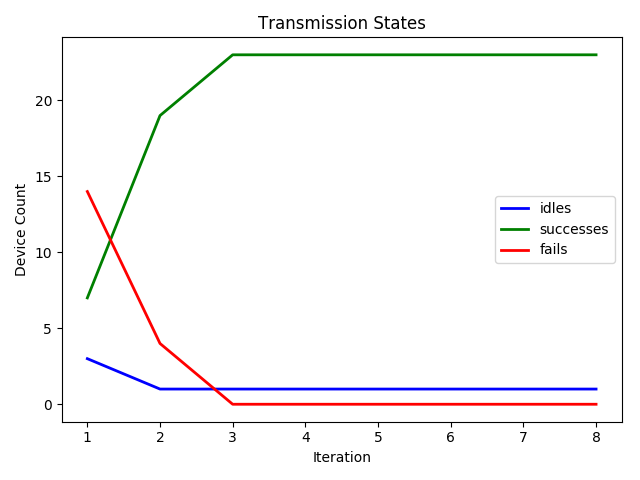 Transmission States
Device Count
20
15
10
5
0
idles
successes
fails
1 2 3 4 5 6 7 8
Iteration